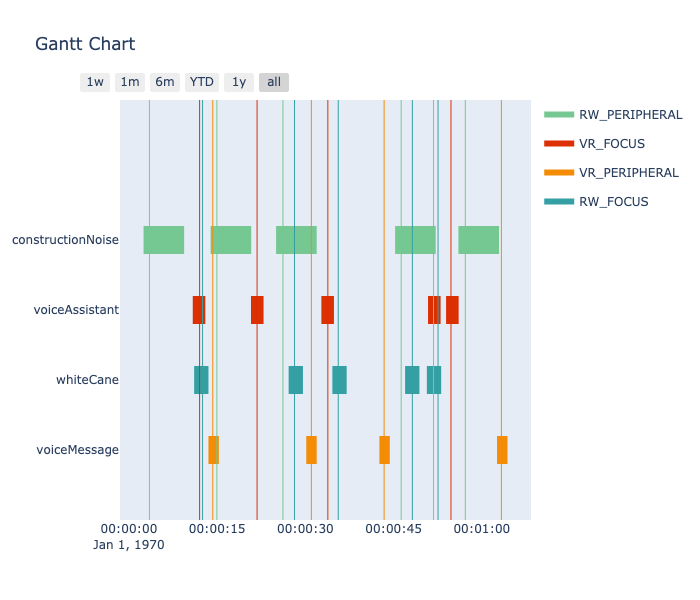 Gantt Chart
1w 1m 6m YTD 1y all
RW_PERIPHERAL
VR_FOCUS
VR_PERIPHERAL
RW_FOCUS
constructionNoise
voiceAssistant
whiteCane
voiceMessage
00:00:00 00:00:15 00:00:30 00:00:45 00:01:00
Jan 1, 1970